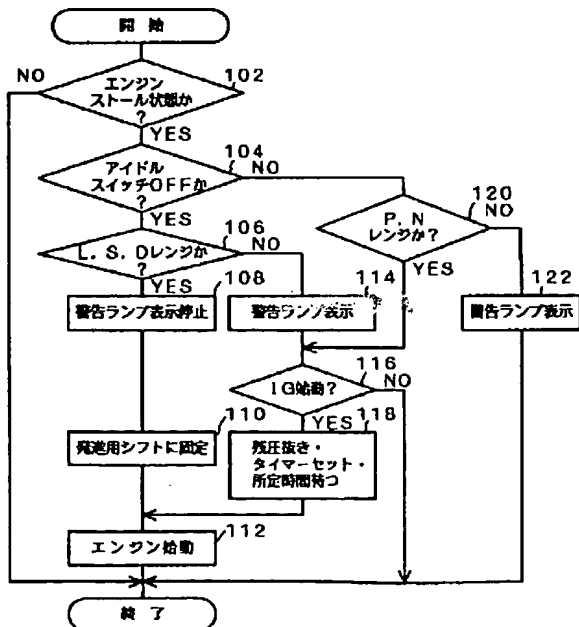 開始
NO
102
エンジン
ストール状態か
?
YES
104
NO
アイドル
スイッチOFFか
?
YES
120
NO
P. N
レンジか?
YES
106
NO
L. S. Dレンジか
?
YES
108
警告ランプ表示停止
114
警告ランプ表示
122
警告ランプ表示
116
NO
IG始動?
YES
118
110
発進用シフトに固定
残圧抜き・
タイマーセット・
所定時間待つ
112
エンジン始動
終了